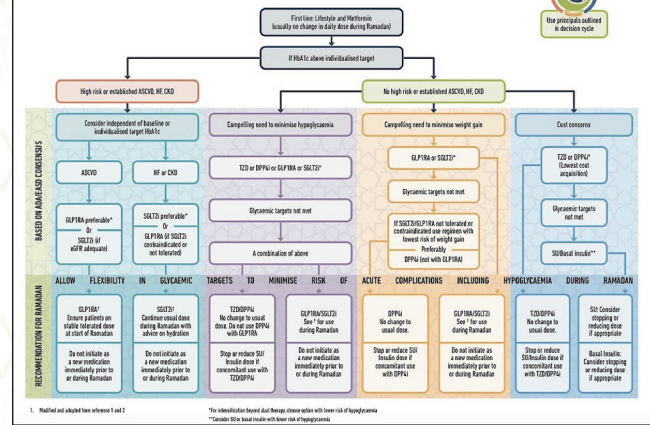 First line: Lifestyle and Metformin
(usually no change in daily dose during Ramadan)
Use principals outlined
in decision cycle
If HbA1c above individualised target
High risk or established ASCVD, HF, CKD
No high risk or established ASCVD, HF, CKD
BASED ON ADA/EASD CONSENSUS
Consider independent of baseline or
individualised target HbA1c
Compelling need to minimise hypoglycaemia
Compelling need to minimise weight gain
Cost concerns
ASCVD
HF or CKD
TZD or DPP4i or GLP1RA or SGLT2i*
GLP1RA or SGLT2i*
TZD or DPP4i*
(Lowest cost
acquisition)
GLP1RA preferable*
Or
SGLT2i (if
eGFR adequate)
SGLT2i preferable*
Or
GLP1RA (if SGLT2i
contraindicated or
not tolerated)
Glycaemic targets not met
A combination of above
Glycaemic targets not met
If SGLT2i/GLP1RA not tolerated or
contraindicated use regimen with
lowest risk of weight gain
Preferably
DPP4i (not with GLP1RA)
Glycaemic targets
not met
SU/Basal insulin**
ALLOW FLEXIBILITY IN GLYCAEMIC TARGETS TO MINIMISE RISK OF ACUTE COMPLICATIONS INCLUDING HYPOGLYCAEMIA DURING RAMADAN
RECOMMENDATION FOR RAMADAN
GLP1RA†
Ensure patients on
stable tolerated dose
at start of Ramadan
Do not initiate as
a new medication
immediately prior to
or during Ramadan
Continue usual dose
during Ramadan with
advice on hydration
Do not initiate as
a new medication
immediately prior to
or during Ramadan
TZD/DPP4i
No change to usual
dose. Do not use DPP4i
with GLP1RA
Stop or reduce SU/
Insulin dose if
concomitant use with
TZD/DPP4i
GLP1RA/SGLT2i
for use
during Ramadan
Do not initiate as
a new medication
immediately prior to
or during Ramadan
DPP4i
No change to
usual dose.
Stop or reduce SU/
Insulin dose if
concomitant use
with DPP4i
GLP1RA/SGLT2i
for use
during Ramadan
Do not initiate as
a new medication
immediately prior to
or during Ramadan
TZD/DPP4i
No change to
usual dose.
Stop or reduce
SU/Insulin dose if
concomitant use
with TZD/DPP4i
SU: Consider
stopping or
reducing dose
if appropriate
Basal Insulin:
Consider stopping
or reducing dose
if appropriate
1. Modified and adopted from reference 1 and 2
*For intensification beyond dual therapy, choose option with lower risk of hypoglycaemia
**Consider SU or basal insulin with lower risk of hypoglycaemia